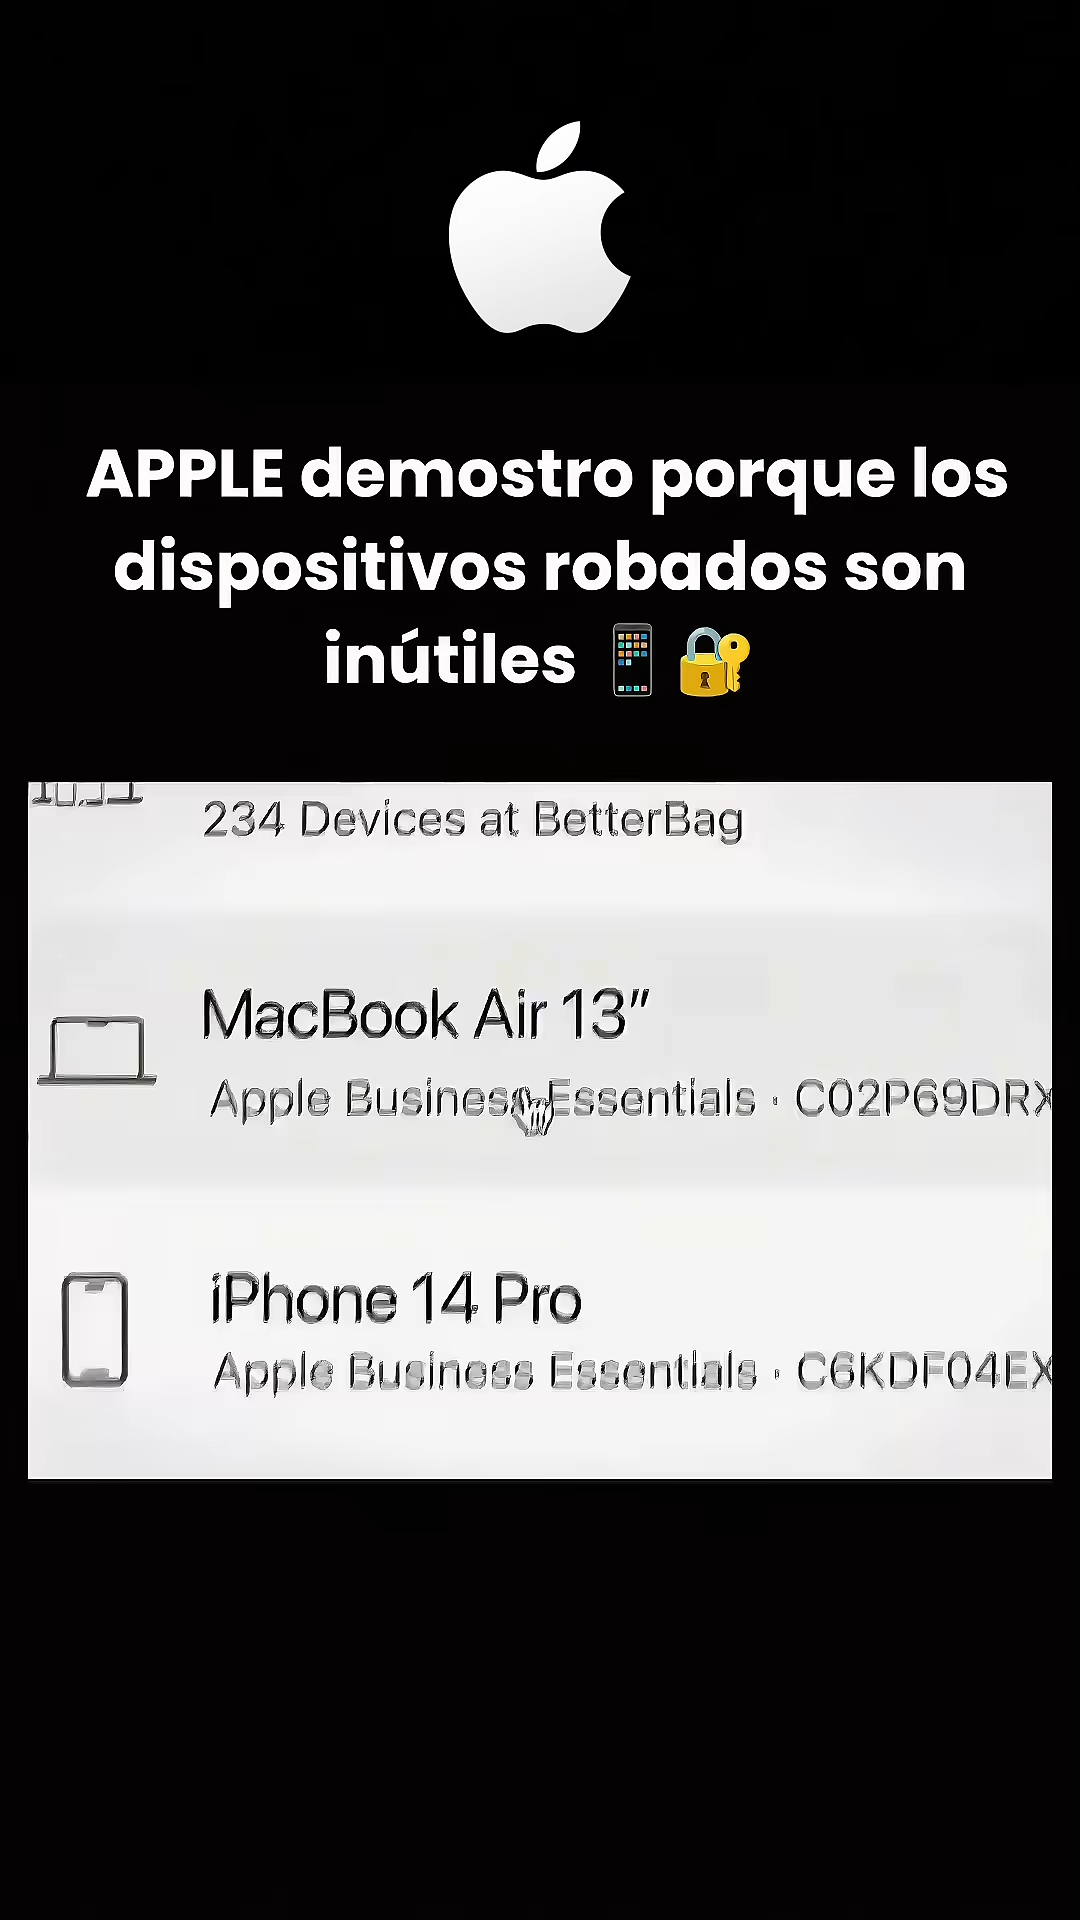 APPLE demostro porque los
dispositivos robados son
inútiles 📱🔐
234 Devices at BetterBag
MacBook Air 13”
Apple Business Essentials · C02P69DRX
iPhone 14 Pro
Apple Business Essentials · C6KDF04EX